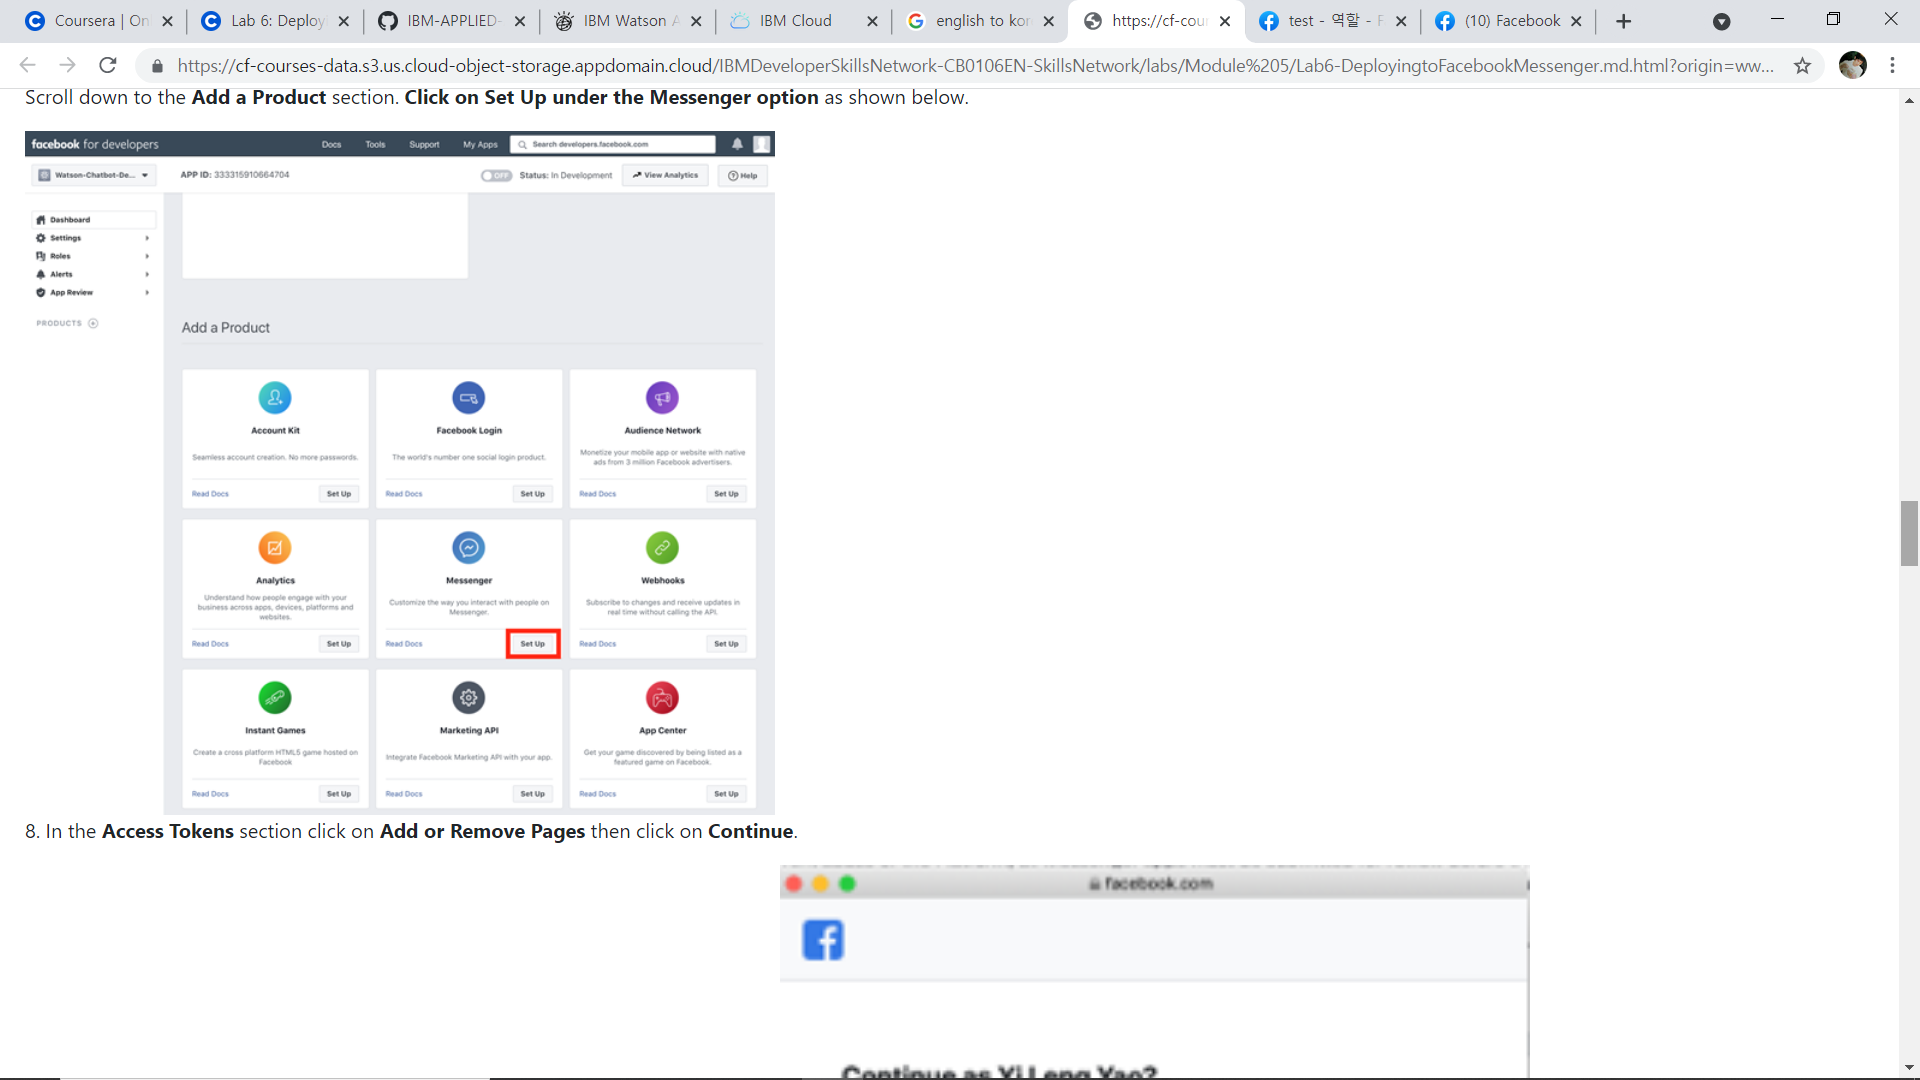 Coursera | On
Lab 6: Deploy
IBM-APPLIED-
IBM Watson A
IBM Cloud
english to kor
https://cf-cour
test - 역할 - F
(10) Facebook
https://cf-courses-data.s3.us.cloud-object-storage.appdomain.cloud/IBMDeveloperSkillsNetwork-CB0106EN-SkillsNetwork/labs/Module%205/Lab6-DeployingtoFacebookMessenger.md.html?origin=ww...
Scroll down to the Add a Product section. Click on Set Up under the Messenger option as shown below.
facebook for developers
Docs Tools Support My Apps Search developers.facebook.com
Watson-Chatbot-De... APP ID: 333315910664704 OFF Status: In Development View Analytics Help
Dashboard
Settings
Roles
Alerts
App Review
PRODUCTS
Add a Product
Account Kit
Seamless account creation. No more passwords.
Read Docs Set Up
Facebook Login
The world's number one social login product.
Read Docs Set Up
Audience Network
Monetize your mobile app or website with native
ads from 3 million Facebook advertisers.
Read Docs Set Up
Analytics
Understand how people engage with your
business across apps, devices, platforms and
websites.
Read Docs Set Up
Messenger
Customize the way you interact with people on
Messenger.
Read Docs Set Up
Webhooks
Subscribe to changes and receive updates in
real time without calling the API.
Read Docs Set Up
Instant Games
Create a cross platform HTML5 game hosted on
Facebook
Read Docs Set Up
Marketing API
Integrate Facebook Marketing API with your app.
Read Docs Set Up
App Center
Get your game discovered by being listed as a
featured game on Facebook.
Read Docs Set Up
8. In the Access Tokens section click on Add or Remove Pages then click on Continue.
facebook.com
Continue as Yi Leng Yao?